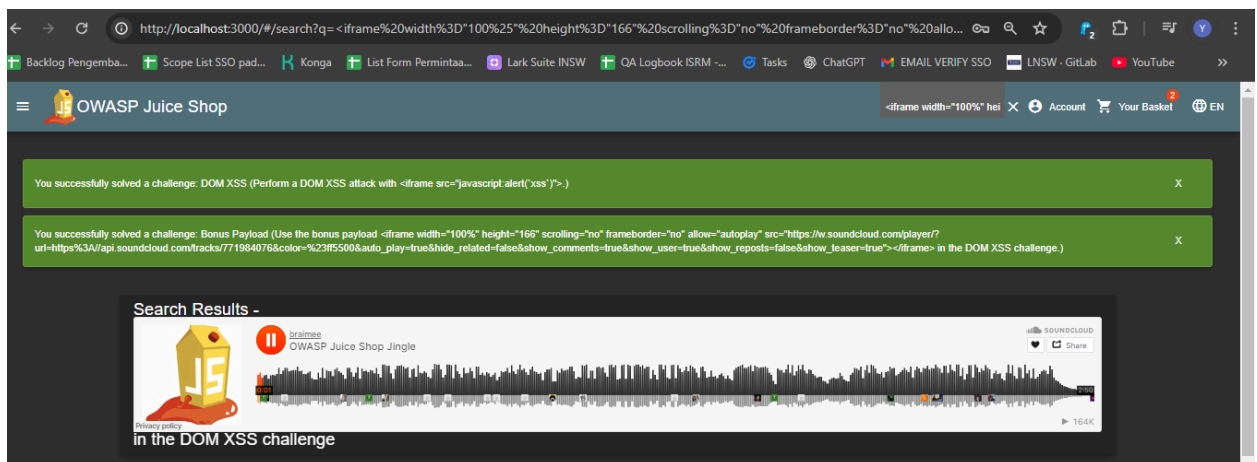 http://localhost:3000/#/search?q=<iframe%20width%3D"100%25"%20height%3D"166"%20scrolling%3D"no"%20frameborder%3D"no"%20allo...
2
Y
Backlog Pengemba... Scope List SSO pad... Konga List Form Permintaa... Lark Suite INSW QA Logbook ISRM -... Tasks ChatGPT EMAIL VERIFY SSO LNSW · GitLab YouTube »
OWASP Juice Shop <iframe width="100%" hei Account Your Basket 2 EN
You successfully solved a challenge: DOM XSS (Perform a DOM XSS attack with <iframe src="javascript:alert(`xss`)">.) X
You successfully solved a challenge: Bonus Payload (Use the bonus payload <iframe width="100%" height="166" scrolling="no" frameborder="no" allow="autoplay" src="https://w.soundcloud.com/player/?
url=https%3A//api.soundcloud.com/tracks/771984076&color=%23ff5500&auto_play=true&hide_related=false&show_comments=true&show_user=true&show_reposts=false&show_teaser=true"></iframe> in the DOM XSS challenge.) X
Search Results -
braimee
OWASP Juice Shop Jingle
SOUNDCLOUD
Share
JS
0:01
2:50
Privacy policy
164K
in the DOM XSS challenge